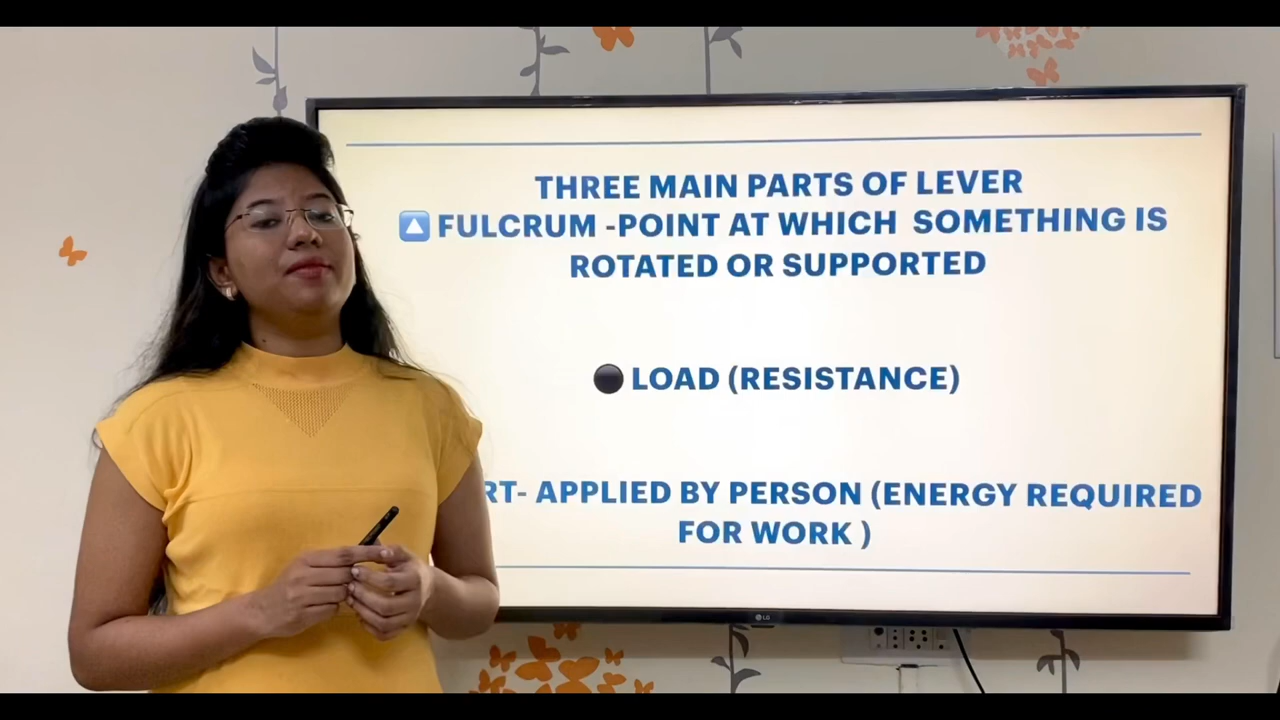 THREE MAIN PARTS OF LEVER
FULCRUM -POINT AT WHICH SOMETHING IS
ROTATED OR SUPPORTED
LOAD (RESISTANCE)
RT- APPLIED BY PERSON (ENERGY REQUIRED
FOR WORK )
LG